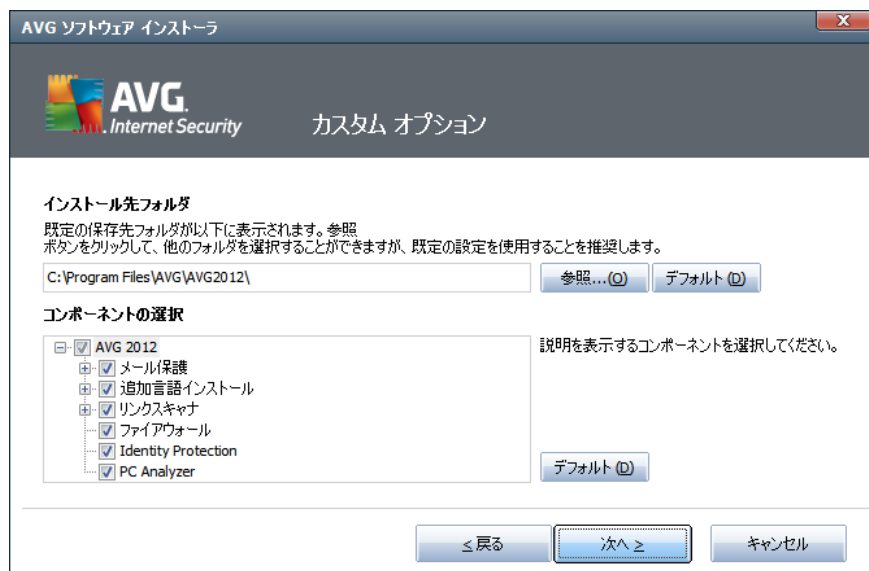 AVG ソフトウェア インストーラ
AVG.
Internet Security
カスタム オプション
インストール先フォルダ
既定の保存先フォルダが以下に表示されます。参照
ボタンをクリックして、他のフォルダを選択することができますが、既定の設定を使用することを推奨します。
C:\Program Files\AVG\AVG2012\
参照...(O)
デフォルト(D)
コンポーネントの選択
AVG 2012
メール保護
追加言語インストール
リンクスキャナ
ファイアウォール
Identity Protection
PC Analyzer
説明を表示するコンポーネントを選択してください。
デフォルト(D)
≤戻る
次へ≥
キャンセル